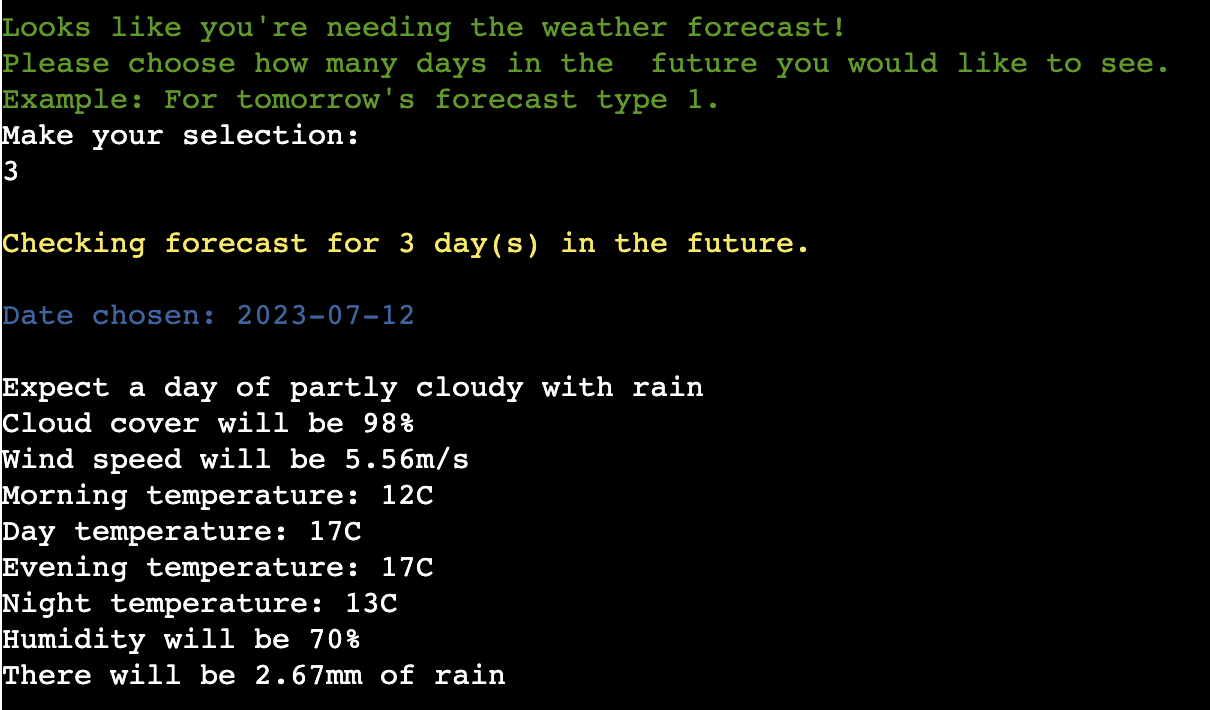 Looks like you're needing the weather forecast!
Please choose how many days in the  future you would like to see.
Example: For tomorrow's forecast type 1.
Make your selection:
3
Checking forecast for 3 day(s) in the future.
Date chosen: 2023-07-12
Expect a day of partly cloudy with rain
Cloud cover will be 98%
Wind speed will be 5.56m/s
Morning temperature: 12C
Day temperature: 17C
Evening temperature: 17C
Night temperature: 13C
Humidity will be 70%
There will be 2.67mm of rain